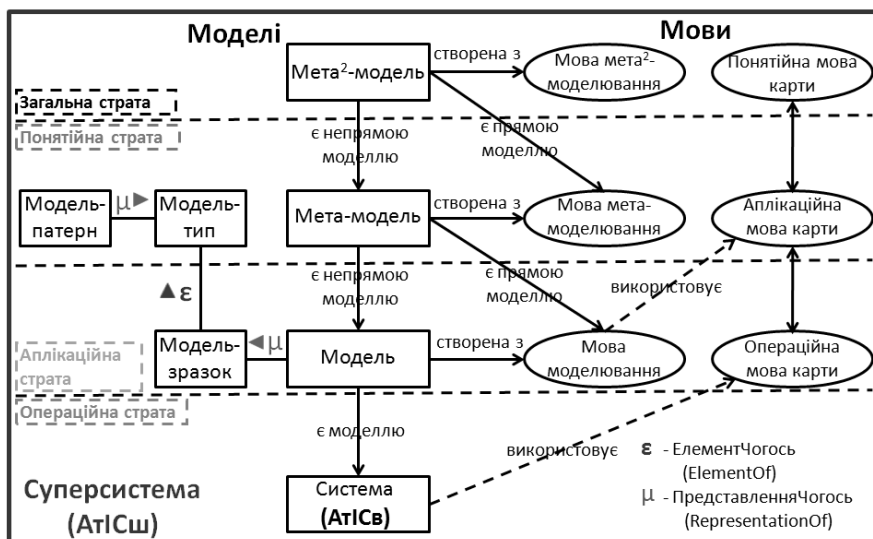 Моделі
Мови
Мета²-модель
створена з
Мова мета²-
моделювання
Понятійна мова
карти
Загальна страта
Понятійна страта
є непрямою
моделлю
є прямою
моделлю
Модель-
патерн
μ►
Модель-
тип
Мета-модель
створена з
Мова мета-
моделювання
Аплікаційна
мова карти
▲ε
є непрямою
моделлю
є прямою
моделлю
використовує
Аплікаційна
страта
Модель-
зразок
◄μ
Модель
створена з
Мова
моделювання
Операційна
мова карти
Операційна страта
є моделлю
використовує
Суперсистема
(АтІСш)
Система
(АтІСв)
ε - ЕлементЧогось
(ElementOf)
μ - ПредставленняЧогось
(RepresentationOf)